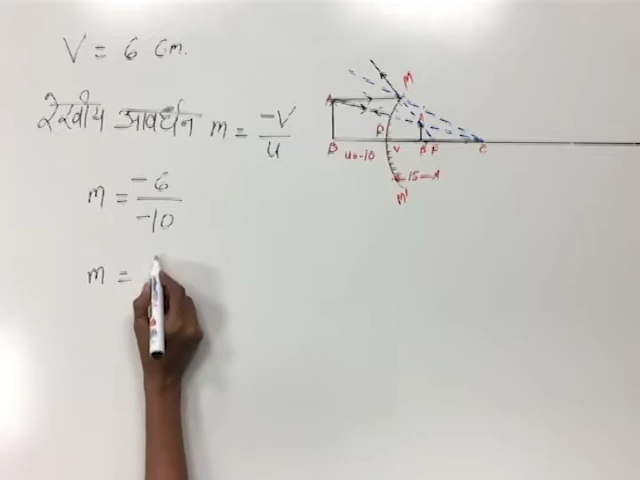 V = 6 cm.
रेखीय आवर्धन m = -V/u
m = -6/-10
m =
M
A
A
P
B
u=-10
V
B'
F
C
15
M'